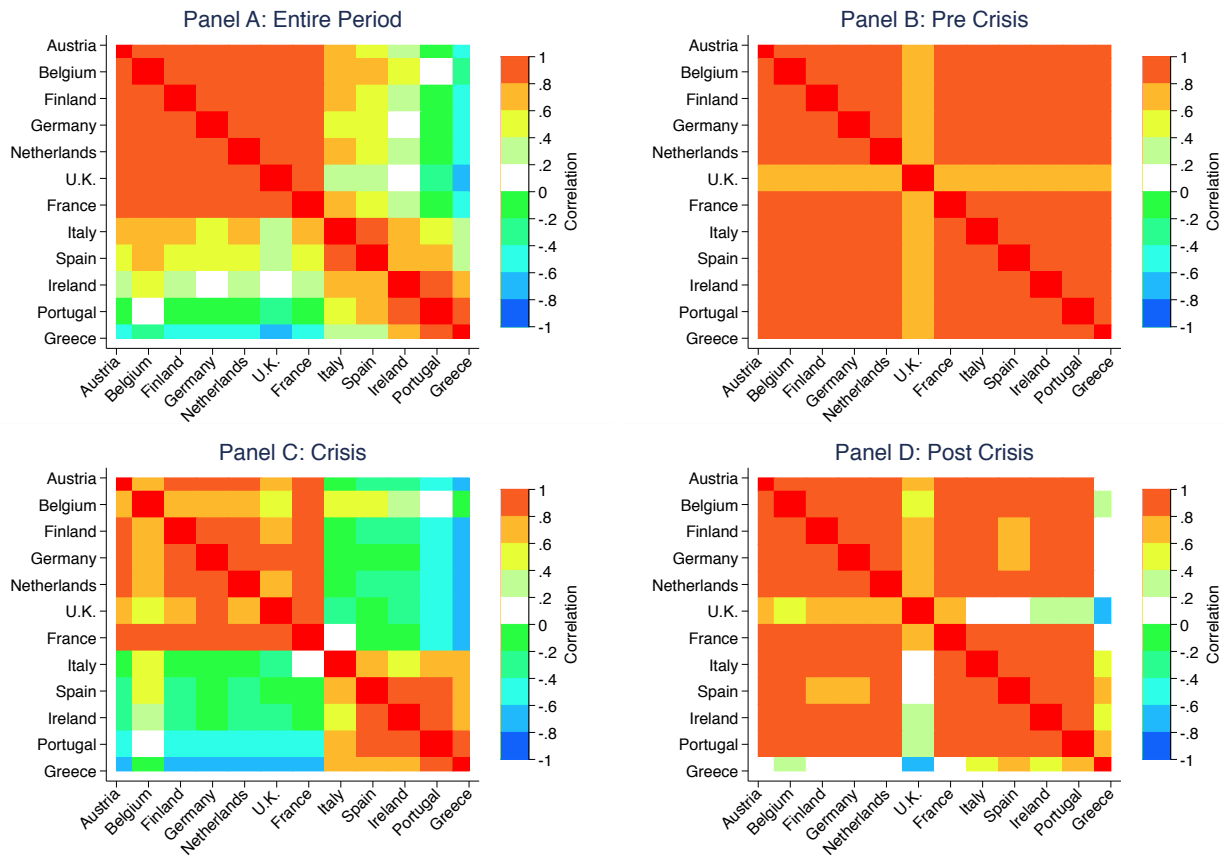 Panel A: Entire Period
Austria
Belgium
Finland
Germany
Netherlands
U.K.
France
Italy
Spain
Ireland
Portugal
Greece
Austria
Belgium
Finland
Germany
Netherlands
U.K.
France
Italy
Spain
Ireland
Portugal
Greece
1
.8
.6
.4
.2
0
-.2
-.4
-.6
-.8
-1
Correlation
Panel B: Pre Crisis
Austria
Belgium
Finland
Germany
Netherlands
U.K.
France
Italy
Spain
Ireland
Portugal
Greece
Austria
Belgium
Finland
Germany
Netherlands
U.K.
France
Italy
Spain
Ireland
Portugal
Greece
1
.8
.6
.4
.2
0
-.2
-.4
-.6
-.8
-1
Correlation
Panel C: Crisis
Austria
Belgium
Finland
Germany
Netherlands
U.K.
France
Italy
Spain
Ireland
Portugal
Greece
Austria
Belgium
Finland
Germany
Netherlands
U.K.
France
Italy
Spain
Ireland
Portugal
Greece
1
.8
.6
.4
.2
0
-.2
-.4
-.6
-.8
-1
Correlation
Panel D: Post Crisis
Austria
Belgium
Finland
Germany
Netherlands
U.K.
France
Italy
Spain
Ireland
Portugal
Greece
Austria
Belgium
Finland
Germany
Netherlands
U.K.
France
Italy
Spain
Ireland
Portugal
Greece
1
.8
.6
.4
.2
0
-.2
-.4
-.6
-.8
-1
Correlation